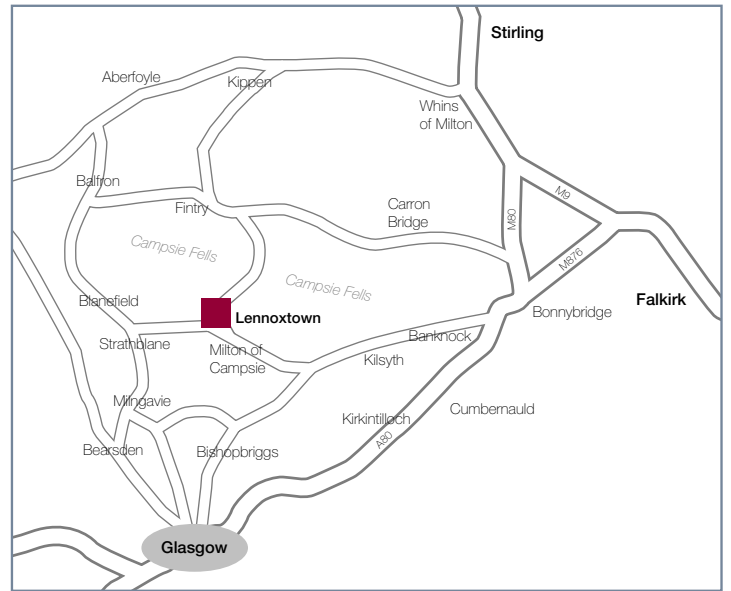 Stirling
Aberfoyle
Kippen
Whins
of Milton
Balfron
M9
Fintry
Carron
Bridge
M80
Campsie Fells
M876
Campsie Fells
Blanefield
Falkirk
Lennoxtown
Bonnybridge
Strathblane
Banknock
Milton of
Campsie
Kilsyth
Milngavie
Cumbernauld
Kirkintilloch
A80
Bearsden
Bishopbriggs
Glasgow